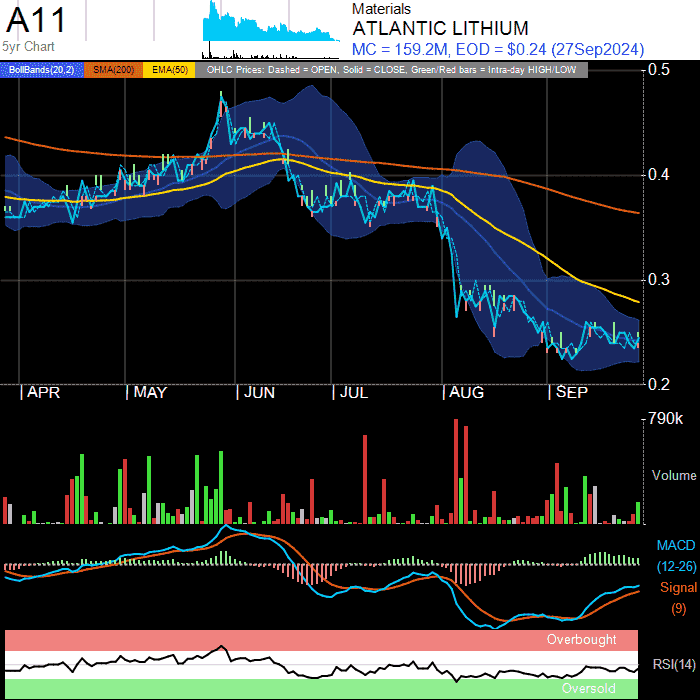 A11
5yr Chart
Materials
ATLANTIC LITHIUM
MC = 159.2M, EOD = $0.24 (27Sep2024)
BollBands(20,2) SMA(200) EMA(50) OHLC Prices: Dashed = OPEN, Solid = CLOSE, Green/Red bars = Intra-day HIGH/LOW
0.5
0.4
0.3
0.2
APR MAY JUN JUL AUG SEP
790k
Volume
MACD
(12-26)
Signal
(9)
Overbought
RSI(14)
Oversold